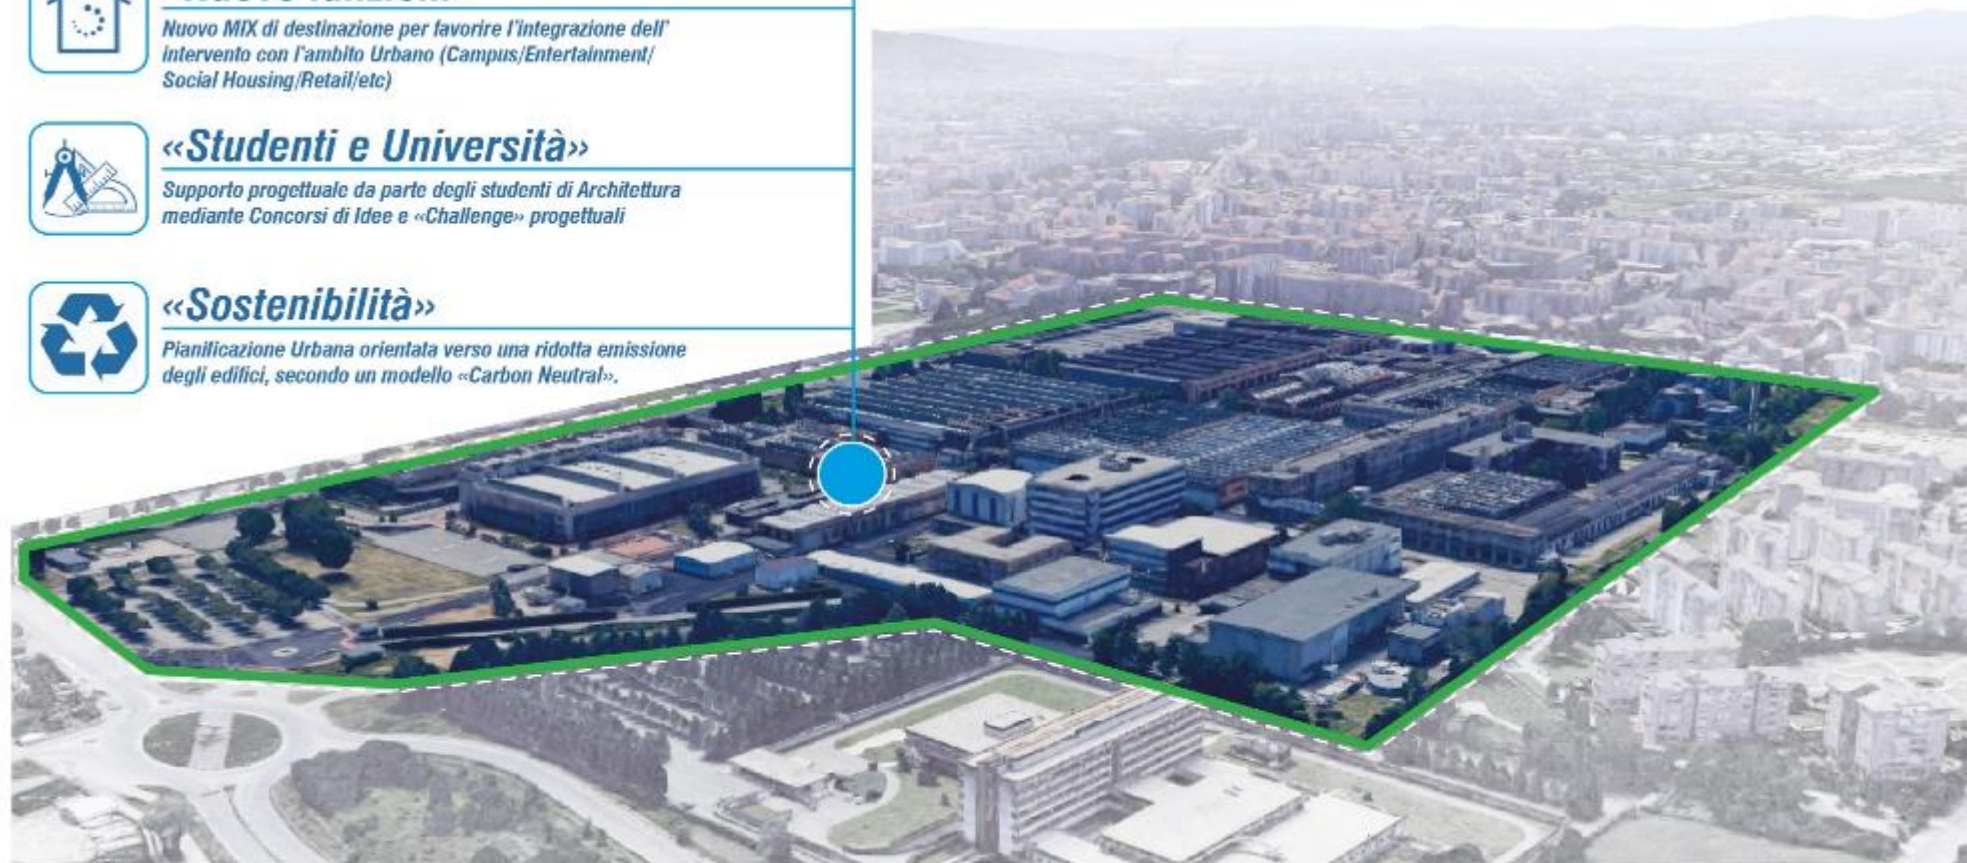 Nuovo MIX di destinazione per favorire l'integrazione dell'
intervento con l'ambito Urbano (Campus/Entertainment/
Social Housing/Retail/etc)
«Studenti e Università»
Supporto progettuale da parte degli studenti di Architettura
mediante Concorsi di Idee e «Challenge» progettuali
«Sostenibilità»
Pianificazione Urbana orientata verso una ridotta emissione
degli edifici, secondo un modello «Carbon Neutral».